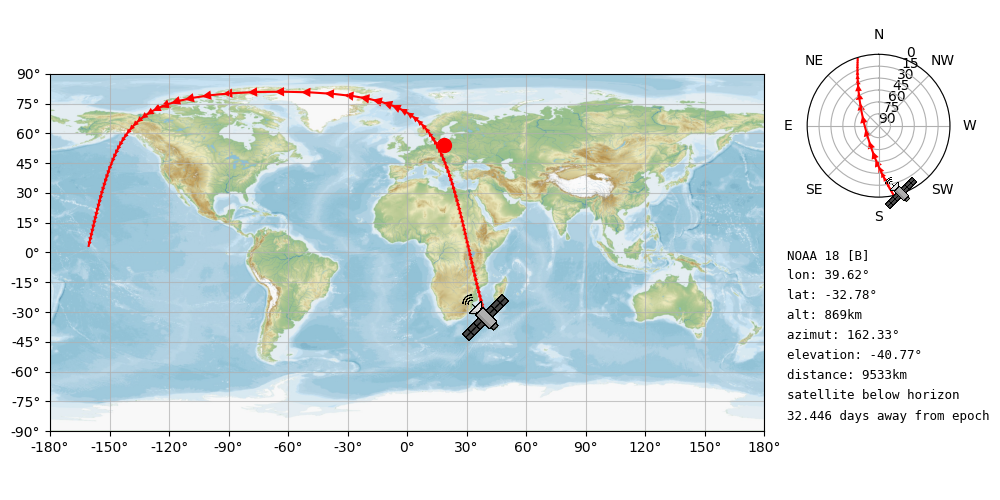 90°
75°
60°
45°
30°
15°
0°
-15°
-30°
-45°
-60°
-75°
-90°
-180° -150° -120° -90° -60° -30° 0° 30° 60° 90° 120° 150° 180°
N
NE NW
0
15
30
45
60
75
90
E W
SE SW
S
NOAA 18 [B]
lon: 39.62°
lat: -32.78°
alt: 869km
azimut: 162.33°
elevation: -40.77°
distance: 9533km
satellite below horizon
32.446 days away from epoch